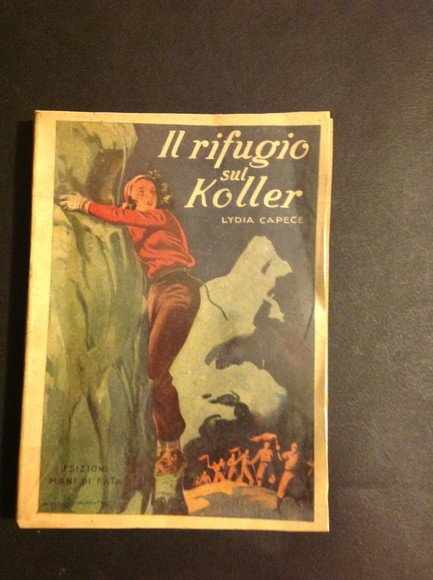 Il rifugio
sul
Koller
LYDIA CAPECE
EDIZIONI
MANI DI FATA